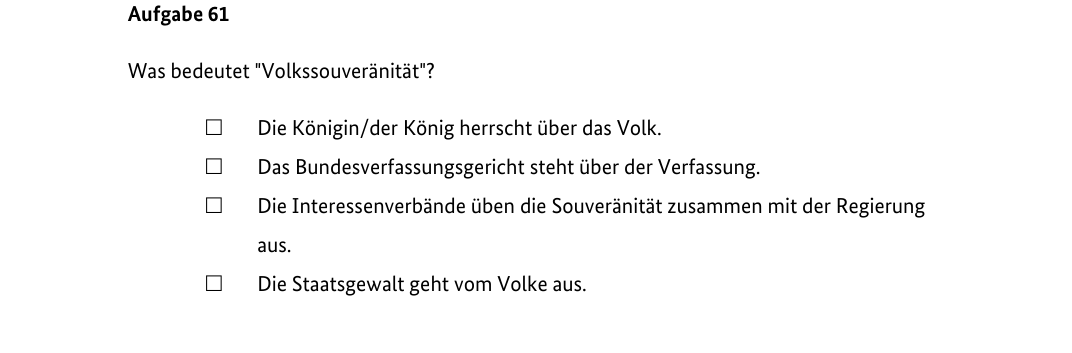 Aufgabe 61
Was bedeutet "Volkssouveränität"?
☐ Die Königin/der König herrscht über das Volk.
☐ Das Bundesverfassungsgericht steht über der Verfassung.
☐ Die Interessenverbände üben die Souveränität zusammen mit der Regierung
aus.
☐ Die Staatsgewalt geht vom Volke aus.